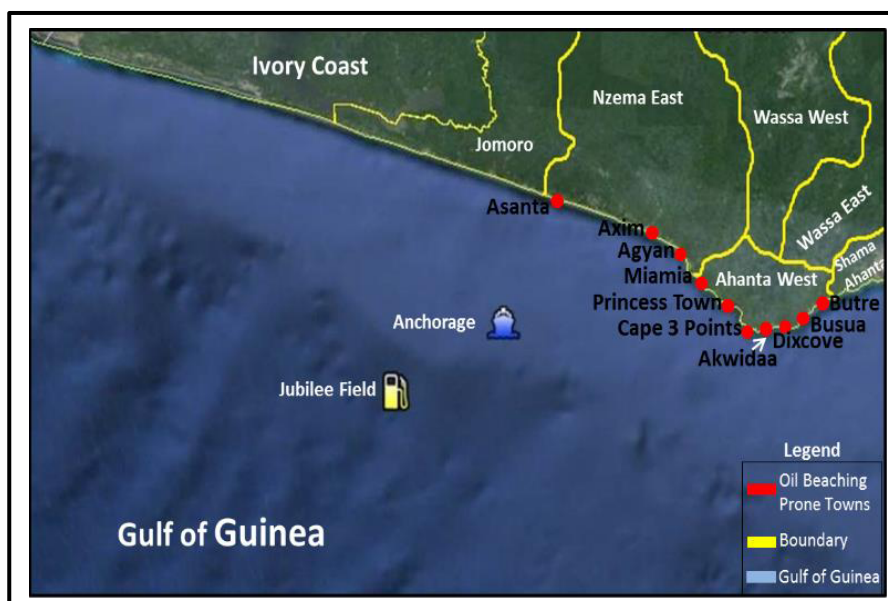 Ivory Coast
Nzema East
Wassa West
Jomoro
Asanta
Wassa East
Axim
Agyan
Shama
Ahanta
Miamia
Ahanta West
Princess Town
Butre
Anchorage
Cape 3 Points
Busua
Dixcove
Akwidaa
Jubilee Field
Legend
Oil Beaching
Prone Towns
Gulf of Guinea
Boundary
Gulf of Guinea